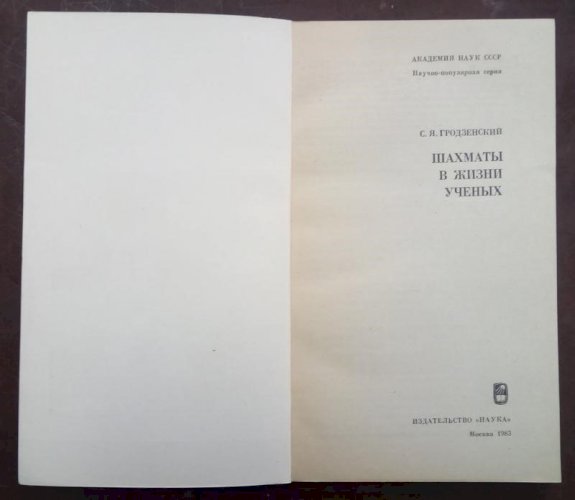 АКАДЕМИЯ НАУК СССР
Научно-популярная серия
С. Я. ГРОДЗЕНСКИЙ
ШАХМАТЫ
В ЖИЗНИ
УЧЕНЫХ
ИЗДАТЕЛЬСТВО «НАУКА»
Москва 1983